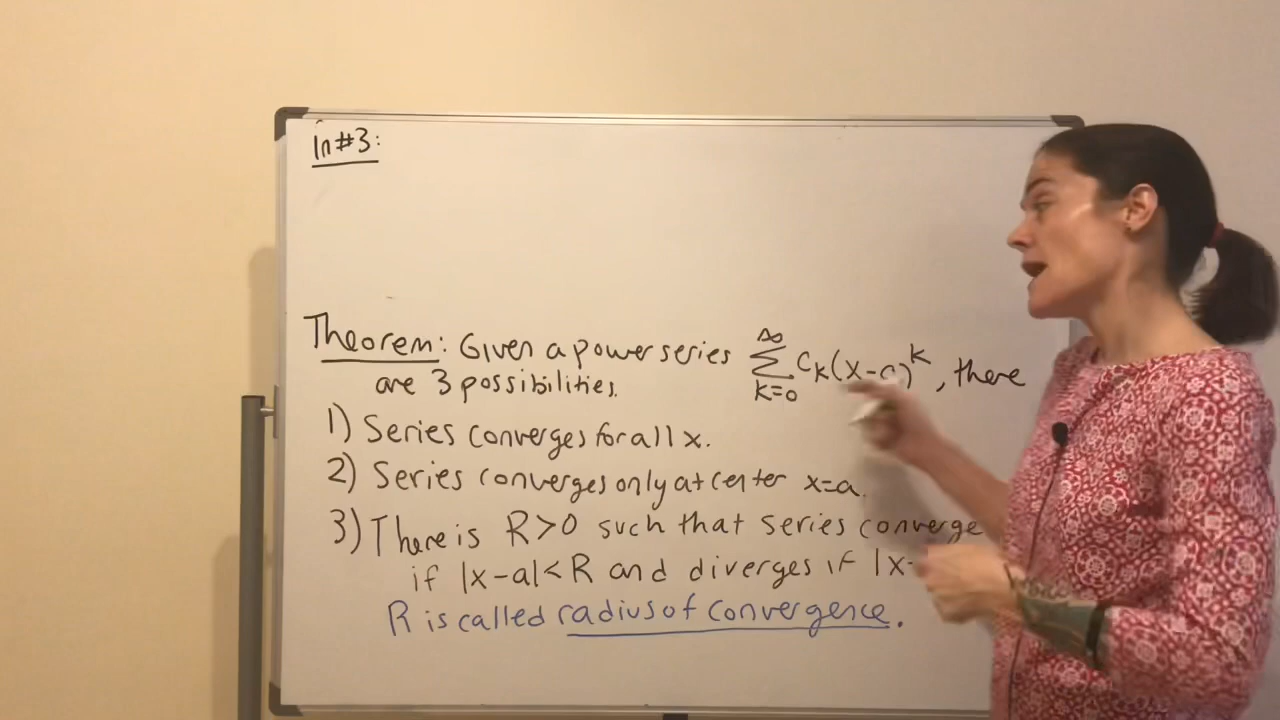 In #3:
Theorem: Given a power series ∞ Σ k=0 Ck(x-a)^k, there
are 3 possibilities.
1) Series converges for all x.
2) Series converges only at center x=a.
3) There is R>0 such that series converge
if |x-a|<R and diverges if |x-
R is called radius of convergence.